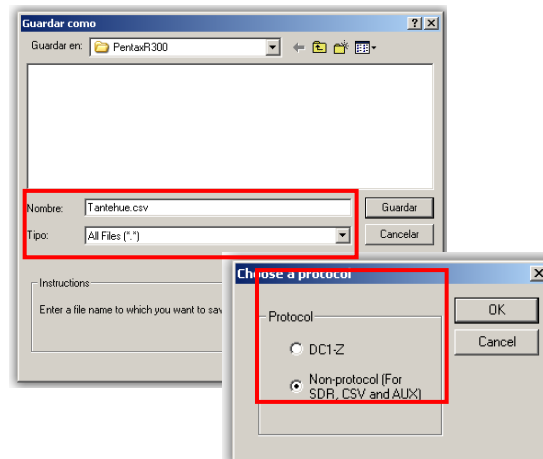 Guardar como
Guardar en: PentaxR300
Nombre: Tantehue.csv Guardar
Tipo: All Files (*.*) Cancelar
Instructions
Enter a file name to which you want to sav
Choose a protocol
Protocol
OK
DC1-Z
Cancel
Non-protocol (For
SDR, CSV and AUX)